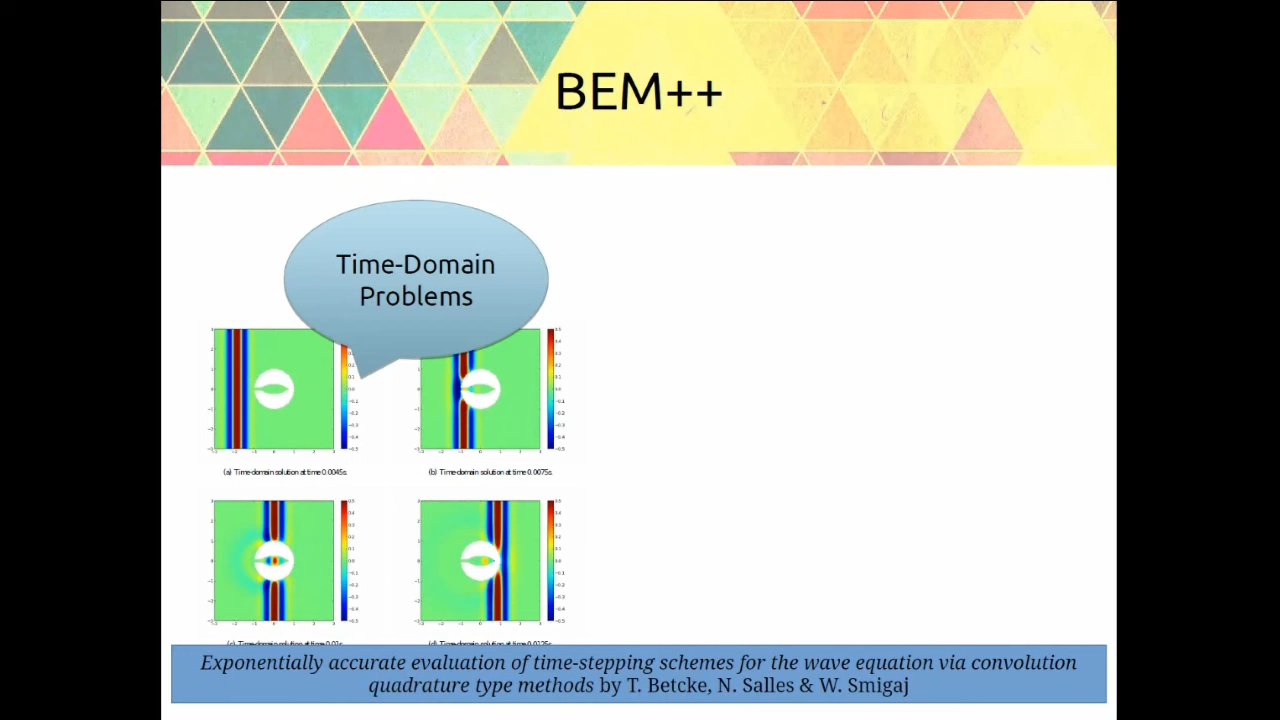 BEM++
Time-Domain
Problems
(a) Time-domain solution at time 0.0045s.
(b) Time-domain solution at time 0.0075s.
Exponentially accurate evaluation of time-stepping schemes for the wave equation via convolution
quadrature type methods by T. Betcke, N. Salles & W. Smigaj